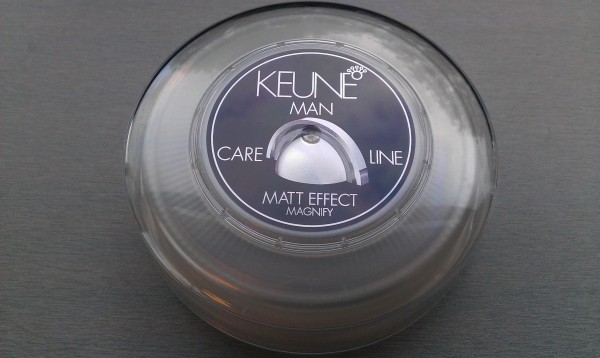 KEUNE
MAN
CARE LINE
MATT EFFECT
MAGNIFY